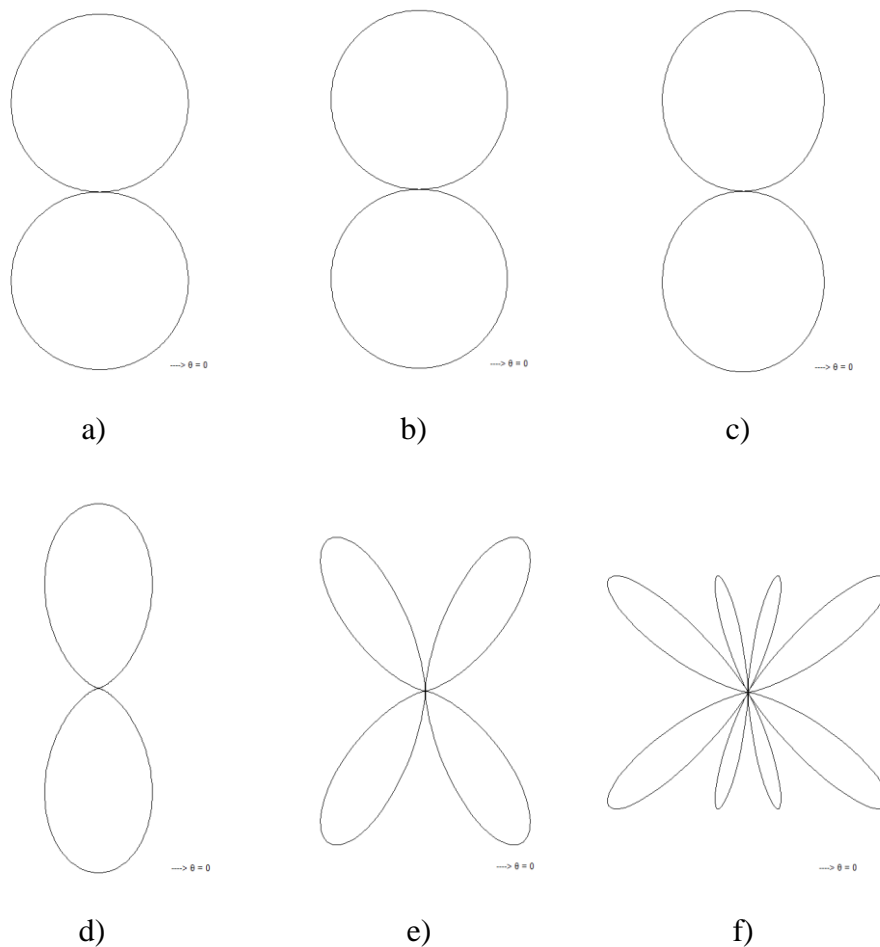 ----> θ = 0 ----> θ = 0 ----> θ = 0
a) b) c)
----> θ = 0 ----> θ = 0 ----> θ = 0
d) e) f)